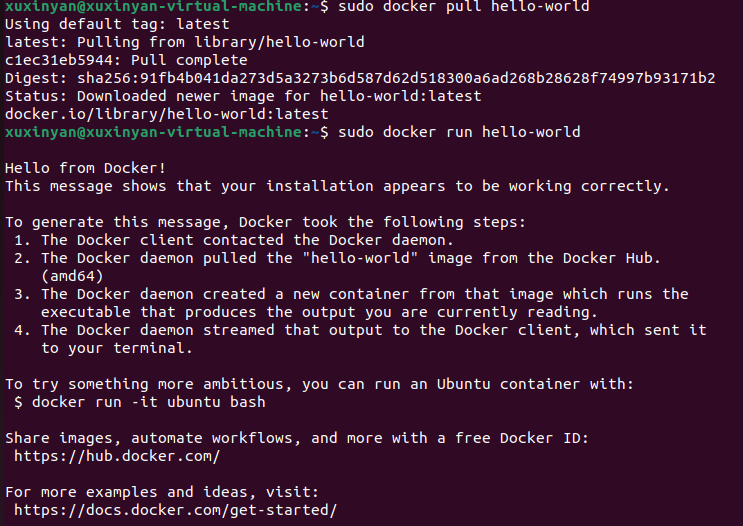 xuxinyan@xuxinyan-virtual-machine:~$ sudo docker pull hello-world
Using default tag: latest
latest: Pulling from library/hello-world
c1ec31eb5944: Pull complete
Digest: sha256:91fb4b041da273d5a3273b6d587d62d518300a6ad268b28628f74997b93171b2
Status: Downloaded newer image for hello-world:latest
docker.io/library/hello-world:latest
xuxinyan@xuxinyan-virtual-machine:~$ sudo docker run hello-world

Hello from Docker!
This message shows that your installation appears to be working correctly.

To generate this message, Docker took the following steps:
 1. The Docker client contacted the Docker daemon.
 2. The Docker daemon pulled the "hello-world" image from the Docker Hub.
    (amd64)
 3. The Docker daemon created a new container from that image which runs the
    executable that produces the output you are currently reading.
 4. The Docker daemon streamed that output to the Docker client, which sent it
    to your terminal.

To try something more ambitious, you can run an Ubuntu container with:
 $ docker run -it ubuntu bash

Share images, automate workflows, and more with a free Docker ID:
 https://hub.docker.com/

For more examples and ideas, visit:
 https://docs.docker.com/get-started/